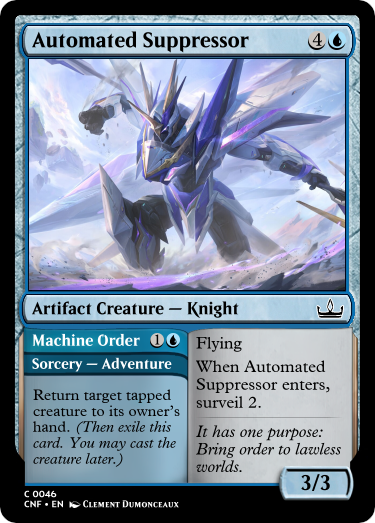 Automated Suppressor 4
Artifact Creature — Knight
Machine Order 1
Sorcery — Adventure
Return target tapped
creature to its owner's
hand. (Then exile this
card. You may cast the
creature later.)
Flying
When Automated
Suppressor enters,
surveil 2.
It has one purpose:
Bring order to lawless
worlds.
3/3
C 0046
CNF • EN Clement Dumonceaux